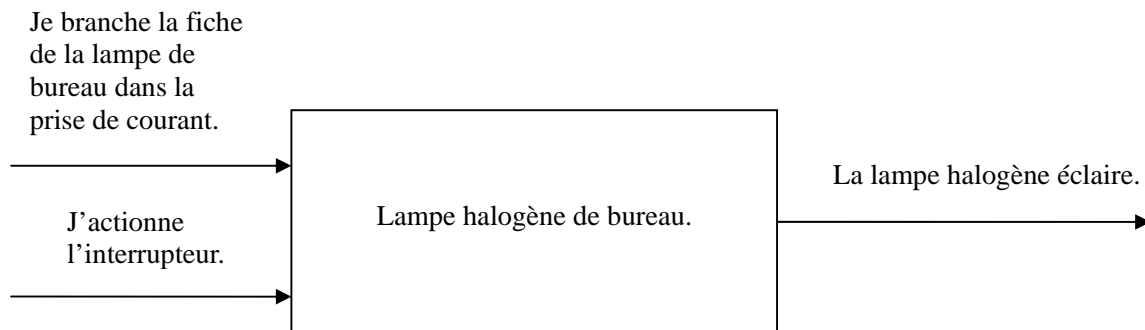 Je branche la fiche
de la lampe de
bureau dans la
prise de courant.
J’actionne
l’interrupteur.
Lampe halogène de bureau.
La lampe halogène éclaire.